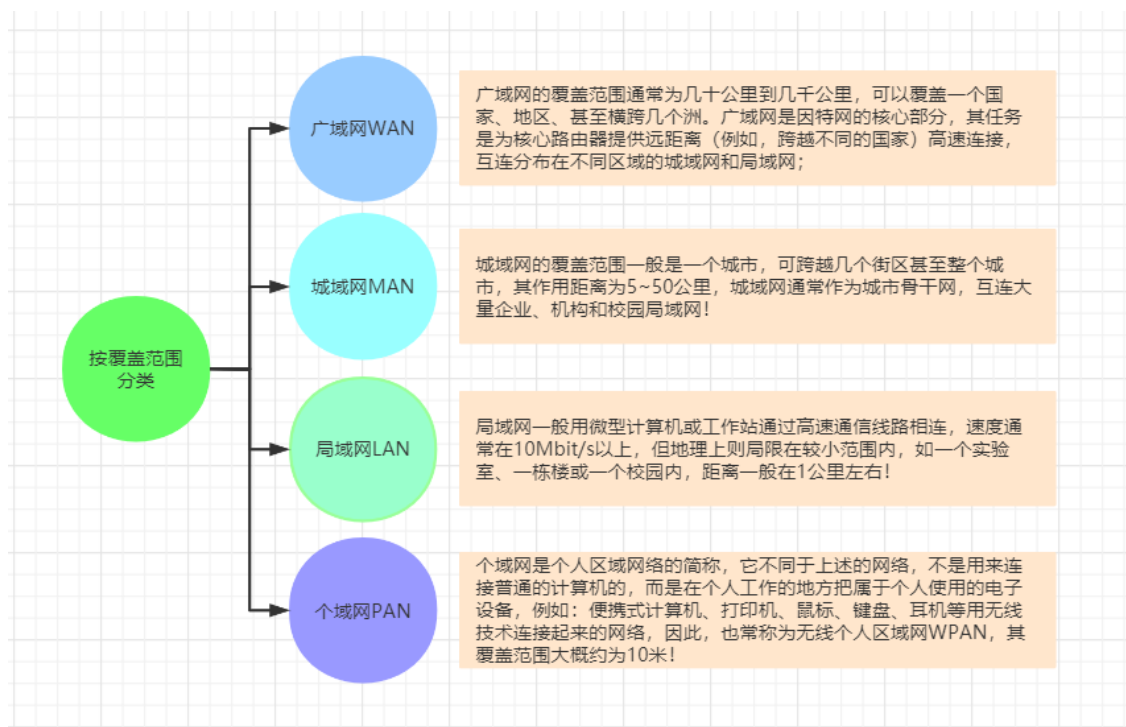 广域网WAN
广域网的覆盖范围通常为几十公里到几千公里，可以覆盖一个国
家、地区、甚至横跨几个洲。广域网是因特网的核心部分，其任务
是为核心路由器提供远距离（例如，跨越不同的国家）高速连接，
互连分布在不同区域的城域网和局域网；
城域网MAN
城域网的覆盖范围一般是一个城市，可跨越几个街区甚至整个城
市，其作用距离为5~50公里，城域网通常作为城市骨干网，互连大
量企业、机构和校园局域网！
按覆盖范围
分类
局域网LAN
局域网一般用微型计算机或工作站通过高速通信线路相连，速度通
常在10Mbit/s以上，但地理上则局限在较小范围内，如一个实验
室、一栋楼或一个校园内，距离一般在1公里左右！
个域网PAN
个域网是个人区域网络的简称，它不同于上述的网络，不是用来连
接普通的计算机的，而是在个人工作的地方把属于个人使用的电子
设备，例如：便携式计算机、打印机、鼠标、键盘、耳机等用无线
技术连接起来的网络，因此，也常称为无线个人区域网WPAN，其
覆盖范围大概约为10米！